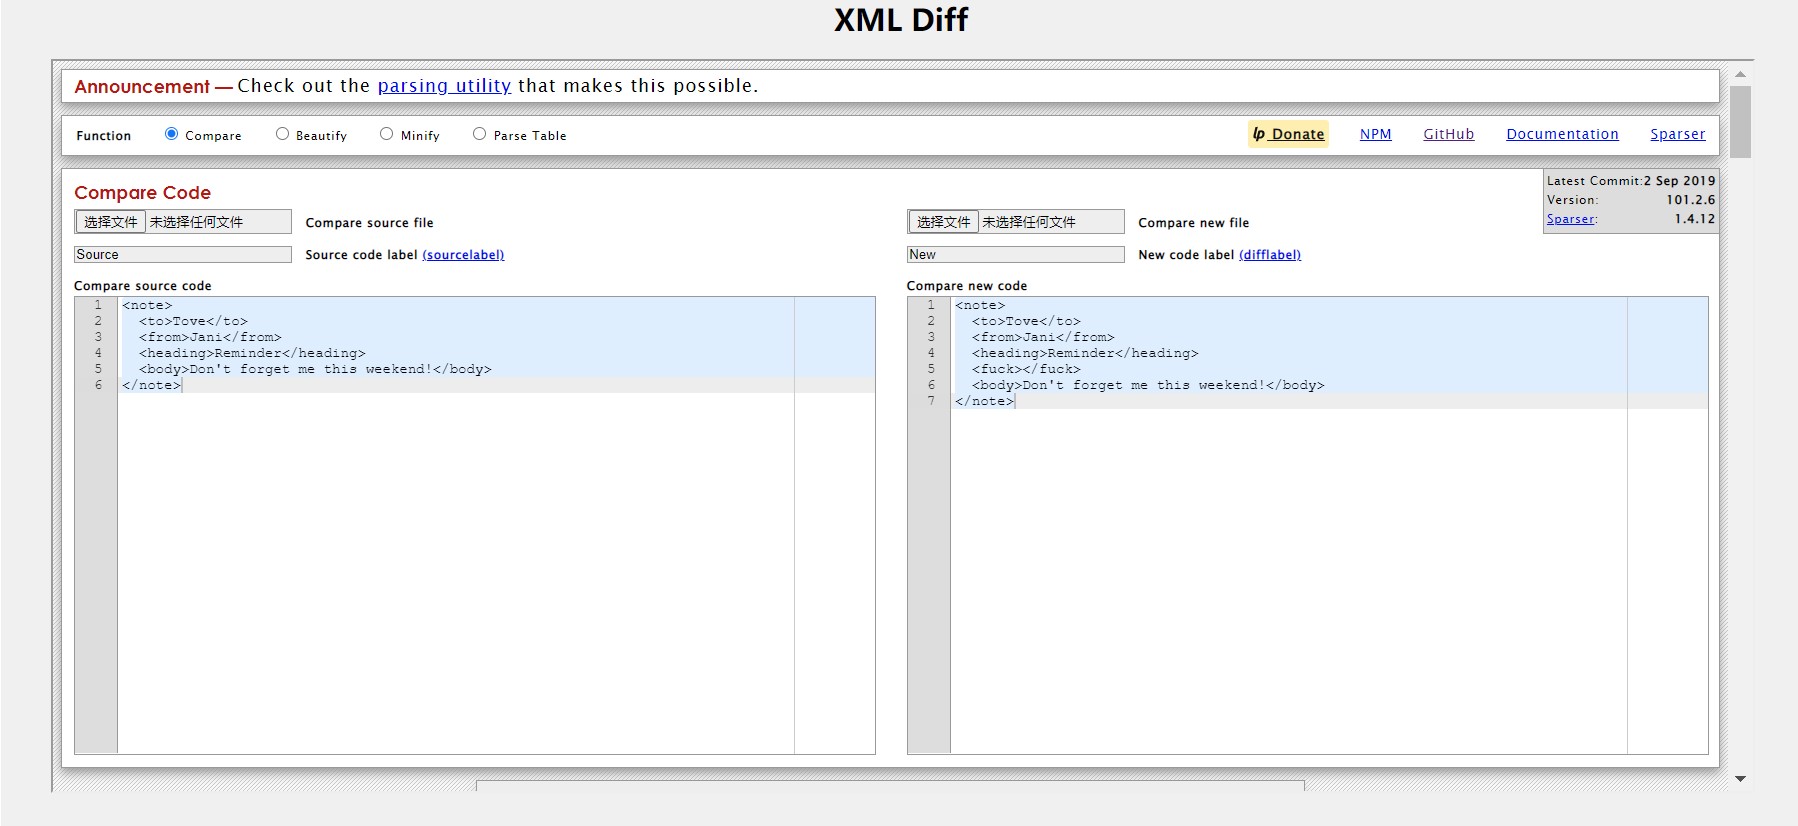 XML Diff
Announcement — Check out the parsing utility that makes this possible.
Function Compare Beautify Minify Parse Table lp Donate NPM GitHub Documentation Sparser
Compare Code
Latest Commit:2 Sep 2019
Version: 101.2.6
Sparser: 1.4.12
选择文件 未选择任何文件 Compare source file
Source Source code label (sourcelabel)
Compare source code
1 <note>
2   <to>Tove</to>
3   <from>Jani</from>
4   <heading>Reminder</heading>
5   <body>Don't forget me this weekend!</body>
6 </note>
选择文件 未选择任何文件 Compare new file
New New code label (difflabel)
Compare new code
1 <note>
2   <to>Tove</to>
3   <from>Jani</from>
4   <heading>Reminder</heading>
5   <fuck></fuck>
6   <body>Don't forget me this weekend!</body>
7 </note>